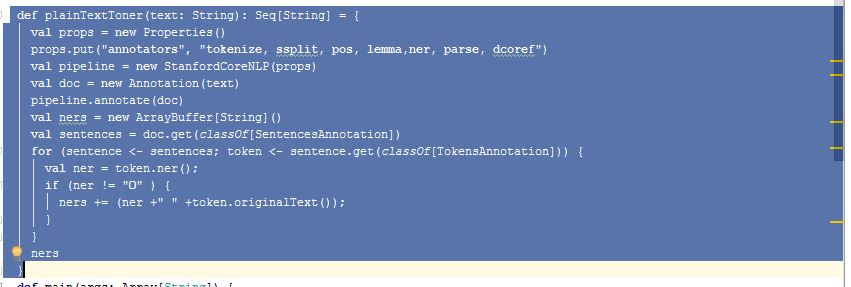 def plainTextToner(text: String): Seq[String] = {
val props = new Properties()
props.put("annotators", "tokenize, ssplit, pos, lemma,ner, parse, dcoref")
val pipeline = new StanfordCoreNLP(props)
val doc = new Annotation(text)
pipeline.annotate(doc)
val ners = new ArrayBuffer[String]()
val sentences = doc.get(classOf[SentencesAnnotation])
for (sentence <- sentences; token <- sentence.get(classOf[TokensAnnotation])) {
val ner = token.ner();
if (ner != "O" ) {
ners += (ner +" " +token.originalText());
}
}
ners
}
def main(args: Array[String]) {